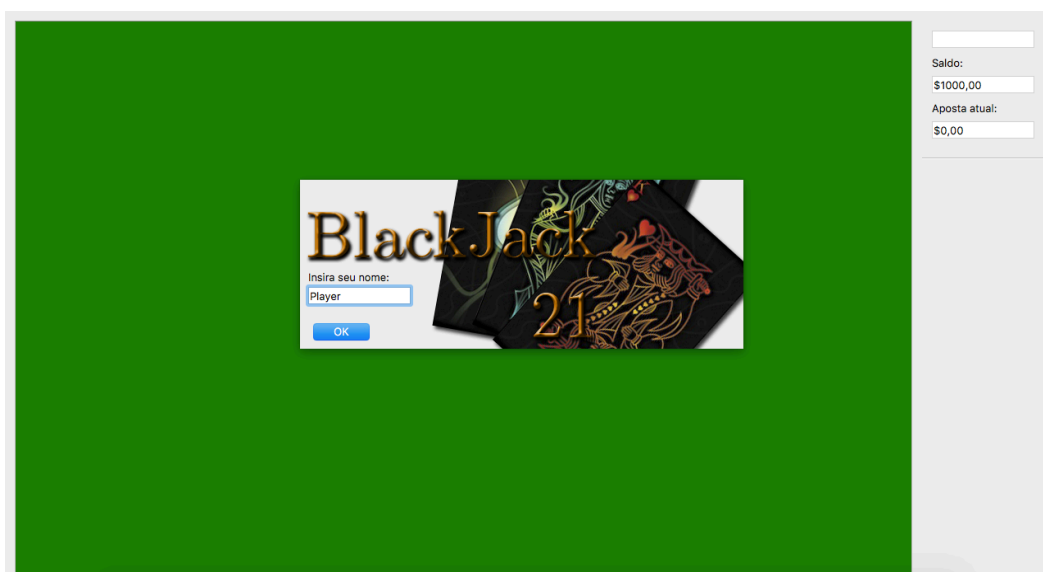 Saldo:
$1000,00
Aposta atual:
$0,00
BlackJack
21
Insira seu nome:
Player
OK